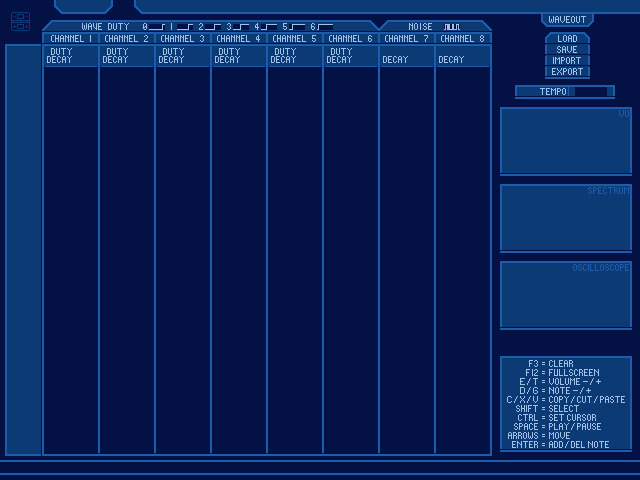 WAVE DUTY 0 1 2 3 4 5 6 NOISE
WAVEOUT
CHANNEL 1 CHANNEL 2 CHANNEL 3 CHANNEL 4 CHANNEL 5 CHANNEL 6 CHANNEL 7 CHANNEL 8
DUTY DUTY DUTY DUTY DUTY DUTY
DECAY DECAY DECAY DECAY DECAY DECAY DECAY DECAY
LOAD
SAVE
IMPORT
EXPORT
TEMPO
VU
SPECTRUM
OSCILLOSCOPE
F3 = CLEAR
F12 = FULLSCREEN
E/T = VOLUME -/+
D/G = NOTE -/+
C/X/V = COPY/CUT/PASTE
SHIFT = SELECT
CTRL = SET CURSOR
SPACE = PLAY/PAUSE
ARROWS = MOVE
ENTER = ADD/DEL NOTE